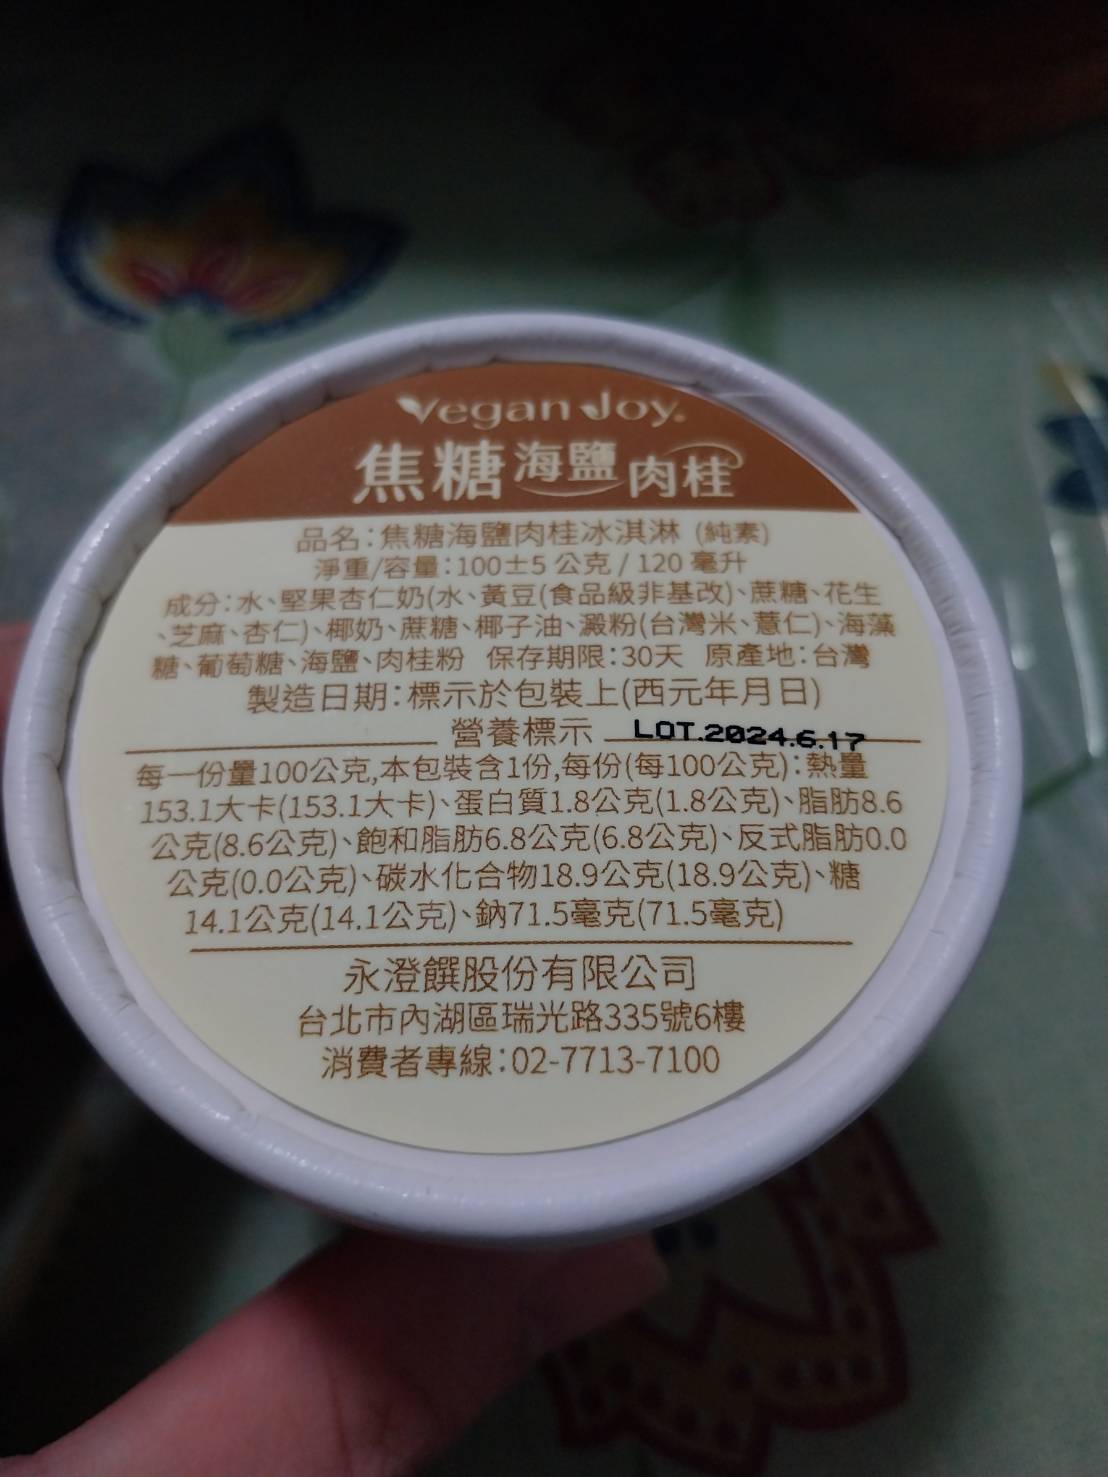 Vegan Joy
焦糖海鹽肉桂
品名:焦糖海鹽肉桂冰淇淋 (純素)
淨重/容量:100±5 公克 / 120 毫升
成分:水、堅果杏仁奶(水、黃豆(食品級非基改)、蔗糖、花生
、芝麻、杏仁)、椰奶、蔗糖、椰子油、澱粉(台灣米、薏仁)、海藻
糖、葡萄糖、海鹽、肉桂粉 保存期限:30天 原產地:台灣
製造日期:標示於包裝上(西元年月日)
營養標示 LOT.2024.6.17
每一份量100公克,本包裝含1份,每份(每100公克):熱量
153.1大卡(153.1大卡)、蛋白質1.8公克(1.8公克)、脂肪8.6
公克(8.6公克)、飽和脂肪6.8公克(6.8公克)、反式脂肪0.0
公克(0.0公克)、碳水化合物18.9公克(18.9公克)、糖
14.1公克(14.1公克)、鈉71.5毫克(71.5毫克)
永澄饌股份有限公司
台北市內湖區瑞光路335號6樓
消費者專線:02-7713-7100